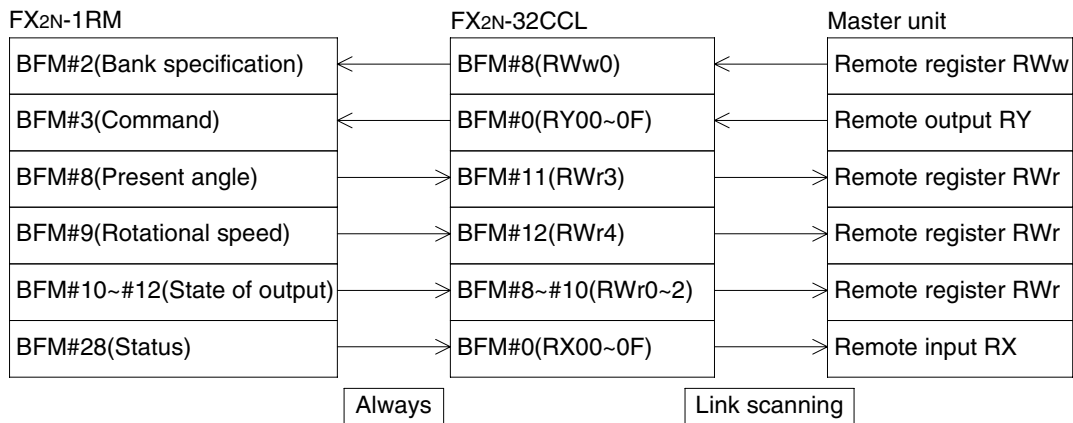 FX2N-1RM FX2N-32CCL Master unit
BFM#2(Bank specification) BFM#8(RWw0) Remote register RWw
BFM#3(Command) BFM#0(RY00~0F) Remote output RY
BFM#8(Present angle) BFM#11(RWr3) Remote register RWr
BFM#9(Rotational speed) BFM#12(RWr4) Remote register RWr
BFM#10~#12(State of output) BFM#8~#10(RWr0~2) Remote register RWr
BFM#28(Status) BFM#0(RX00~0F) Remote input RX
Always Link scanning